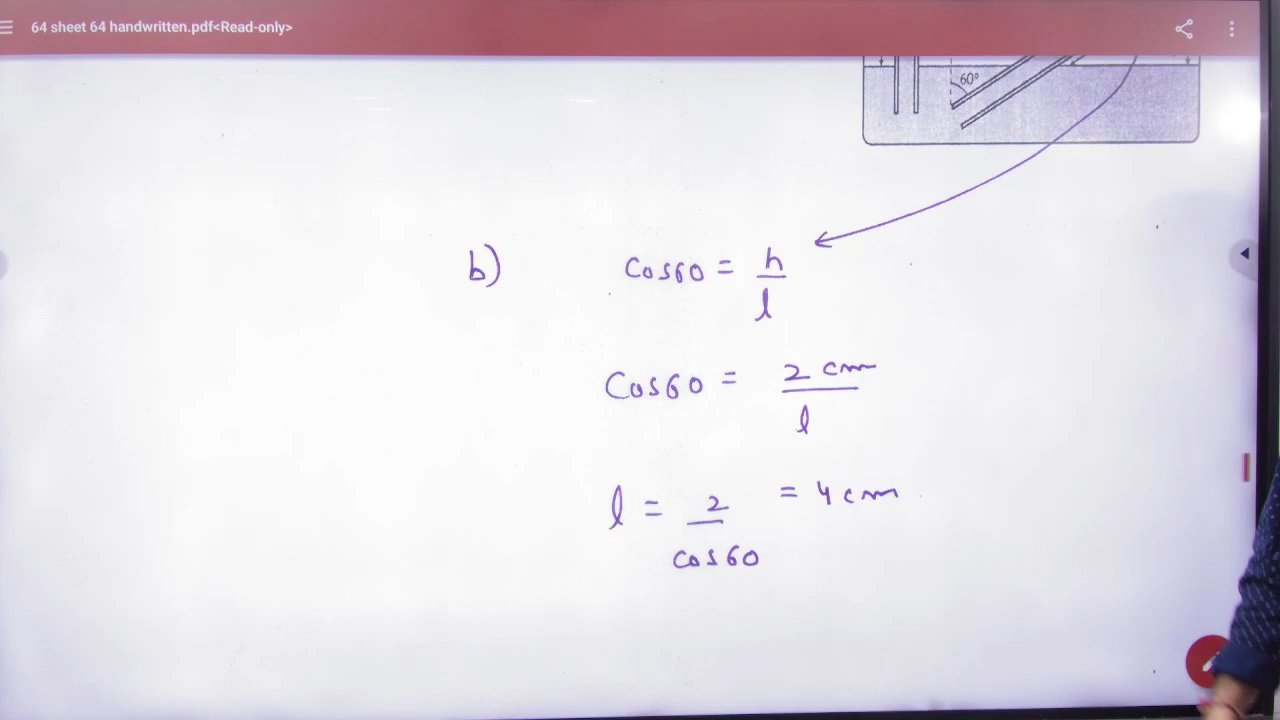 64 sheet 64 handwritten.pdf<Read-only>
60°
b) Cos60 = h/l
Cos60 = 2 cm/l
l = 2/cos60 = 4 cm